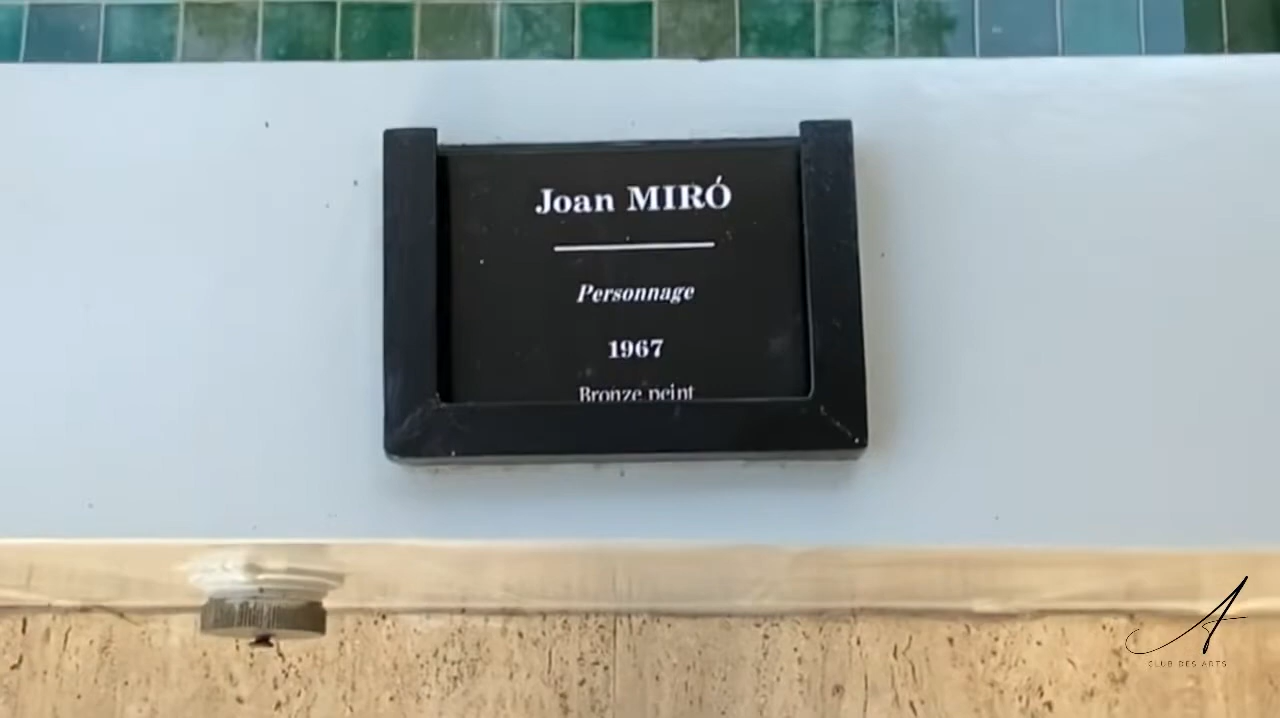 Joan MIRÓ
Personnage
1967
Bronze peint
A
CLUB DES ARTS